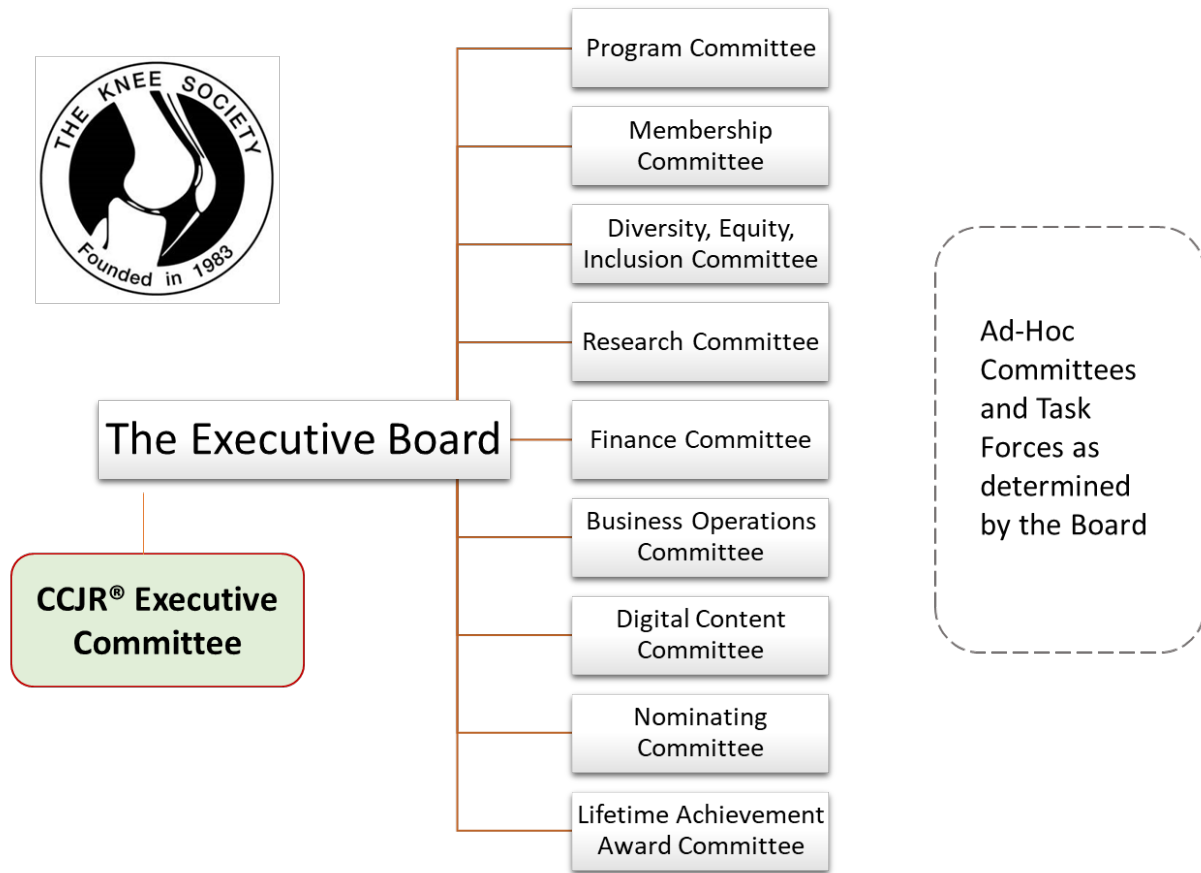 THE KNEE SOCIETY
Founded in 1983
Program Committee
Membership
Committee
Diversity, Equity,
Inclusion Committee
Research Committee
The Executive Board
Finance Committee
Business Operations
Committee
Digital Content
Committee
Nominating
Committee
Lifetime Achievement
Award Committee
CCJR® Executive
Committee
Ad-Hoc
Committees
and Task
Forces as
determined
by the Board